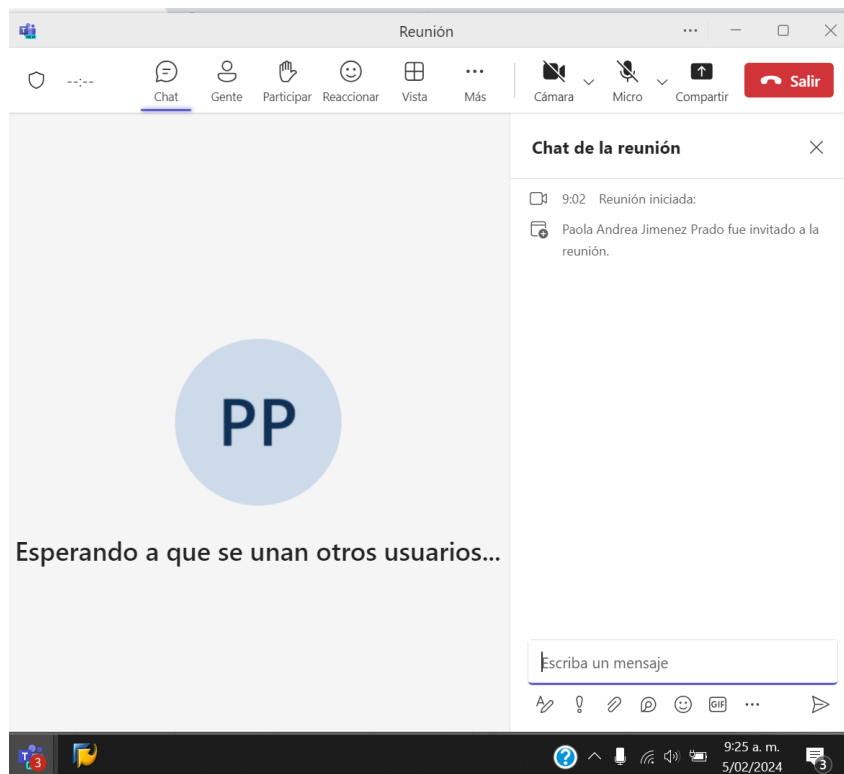 Reunión
--:--
Chat
Gente
Participar
Reaccionar
Vista
Más
Cámara
Micro
Compartir
Salir
Chat de la reunión
9:02 Reunión iniciada:
Paola Andrea Jimenez Prado fue invitado a la
reunión.
PP
Esperando a que se unan otros usuarios...
Escriba un mensaje
GIF
3
9:25 a. m.
5/02/2024
3